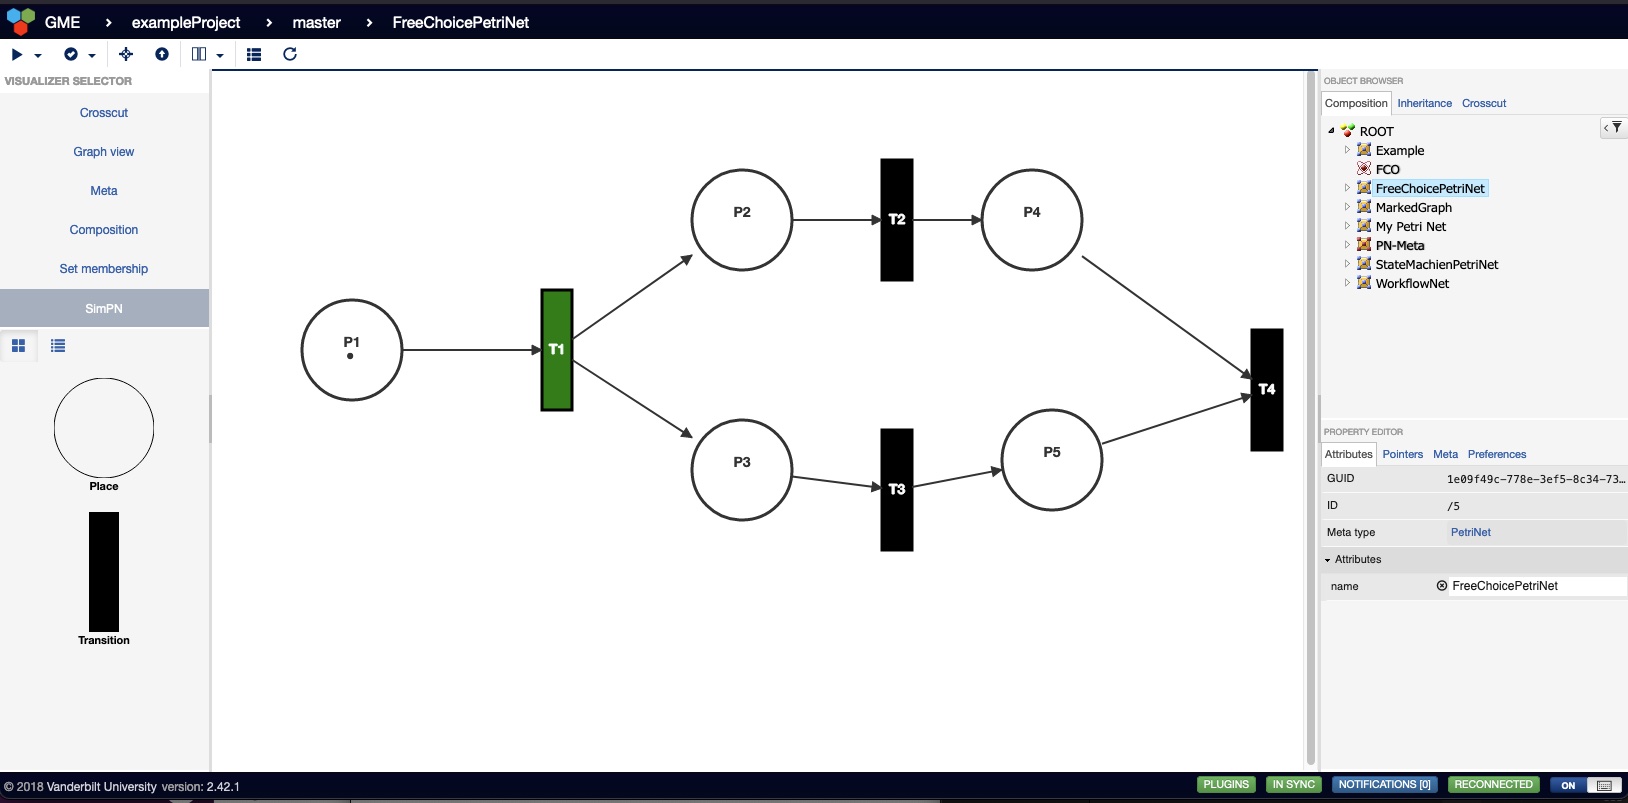 GME > exampleProject > master > FreeChoicePetriNet
VISUALIZER SELECTOR
Crosscut
Graph view
Meta
Composition
Set membership
SimPN
Place
Transition
P1
T1
P2
T2
P4
P3
T3
P5
T4
OBJECT BROWSER
Composition Inheritance Crosscut
ROOT
Example
FCO
FreeChoicePetriNet
MarkedGraph
My Petri Net
PN-Meta
StateMachienPetriNet
WorkflowNet
PROPERTY EDITOR
Attributes Pointers Meta Preferences
GUID 1e09f49c-778e-3ef5-8c34-73...
ID /5
Meta type PetriNet
Attributes
name FreeChoicePetriNet
© 2018 Vanderbilt University version: 2.42.1
PLUGINS IN SYNC NOTIFICATIONS [0] RECONNECTED ON